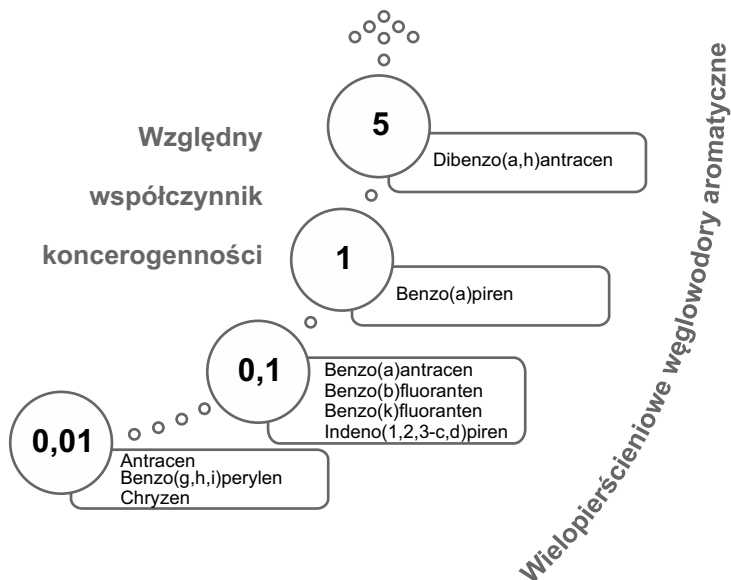 Względny
współczynnik
koncerogenności
5
Dibenzo(a,h)antracen
1
Benzo(a)piren
0,1
Benzo(a)antracen
Benzo(b)fluoranten
Benzo(k)fluoranten
Indeno(1,2,3-c,d)piren
0,01
Antracen
Benzo(g,h,i)perylen
Chryzen
Wielopierścieniowe węglowodory aromatyczne